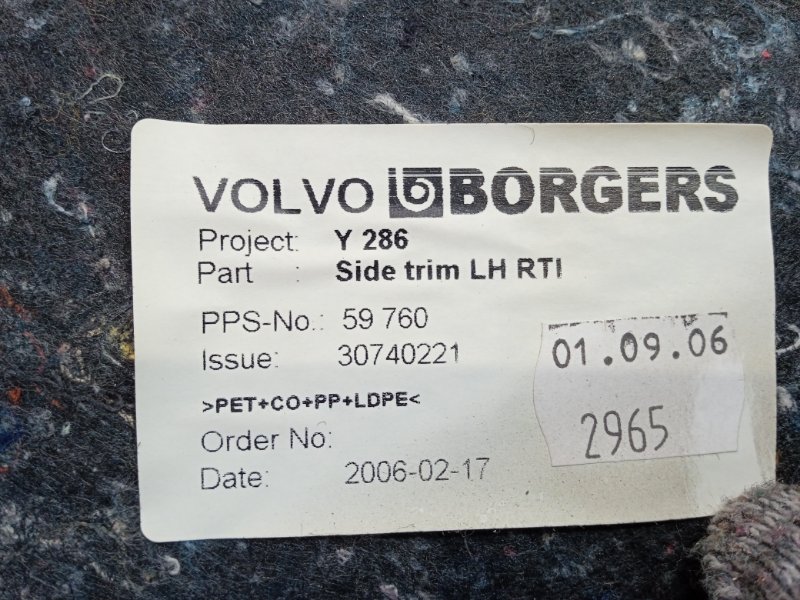 VOLVO BORGERS
Project: Y 286
Part : Side trim LH RTI
PPS-No.: 59 760
Issue: 30740221
>PET+CO+PP+LDPE<
Order No:
Date: 2006-02-17
01.09.06
2965